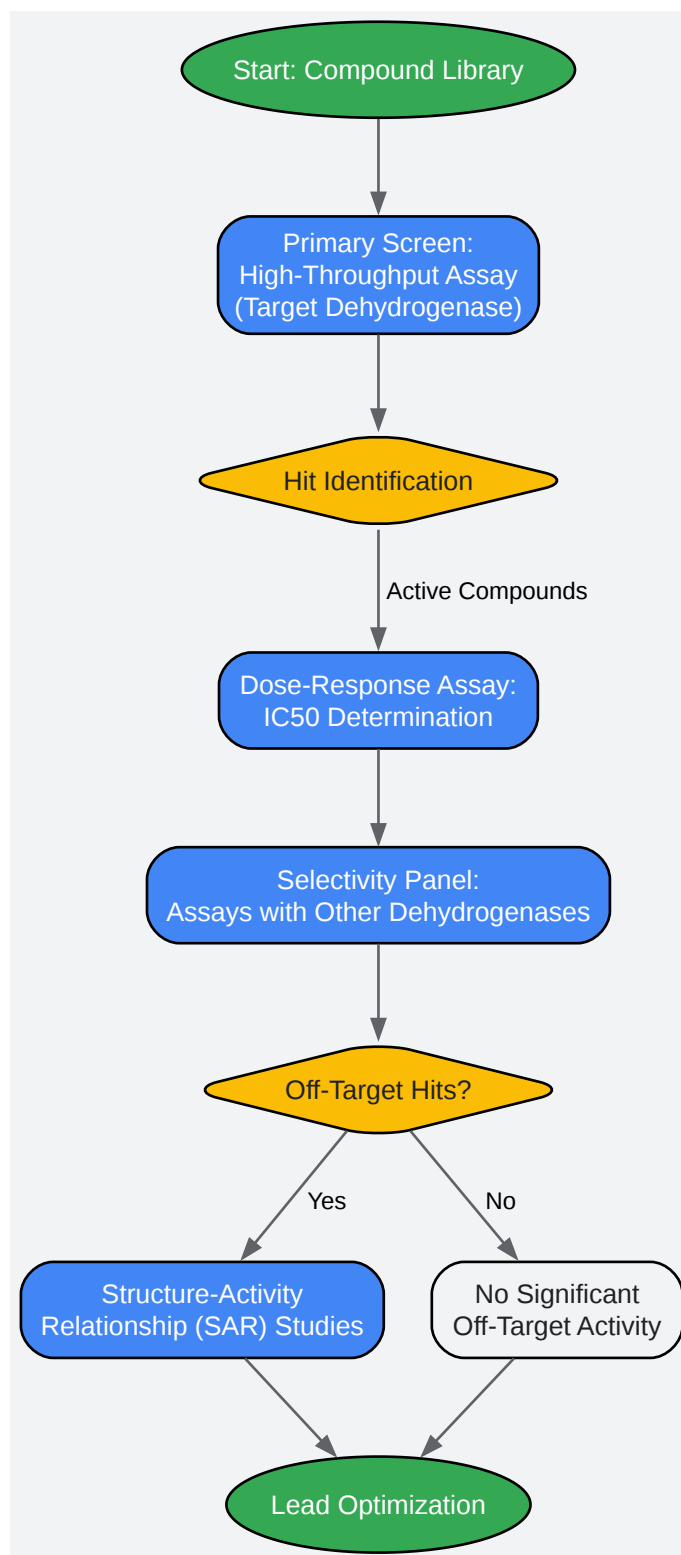 Start: Compound Library
Primary Screen:
High-Throughput Assay
(Target Dehydrogenase)
Hit Identification
Active Compounds
Dose-Response Assay:
IC50 Determination
Selectivity Panel:
Assays with Other Dehydrogenases
Off-Target Hits?
Yes
No
Structure-Activity
Relationship (SAR) Studies
No Significant
Off-Target Activity
Lead Optimization